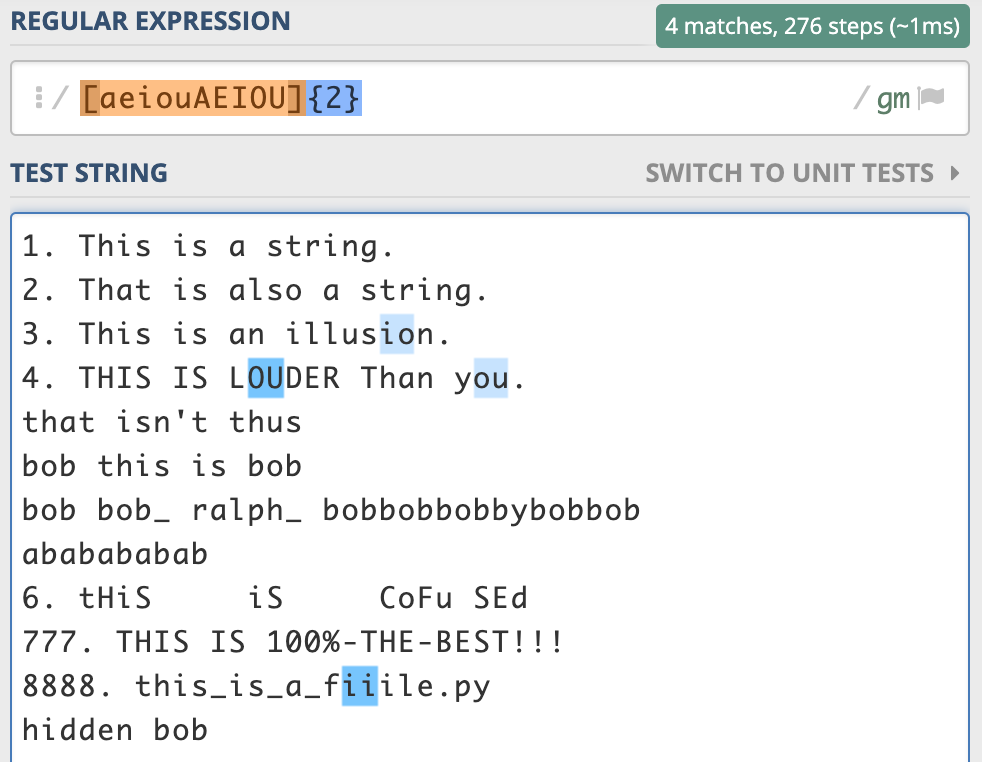 REGULAR EXPRESSION
4 matches, 276 steps (~1ms)
/ [aeiouAEIOU]{2} / gm
TEST STRING
SWITCH TO UNIT TESTS
1. This is a string.
2. That is also a string.
3. This is an illusion.
4. THIS IS LOUDER Than you.
that isn't thus
bob this is bob
bob bob_ ralph_ bobbobbobbybobbob
ababababab
6. tHiS     iS     CoFu SEd
777. THIS IS 100%-THE-BEST!!!
8888. this_is_a_fiiile.py
hidden bob